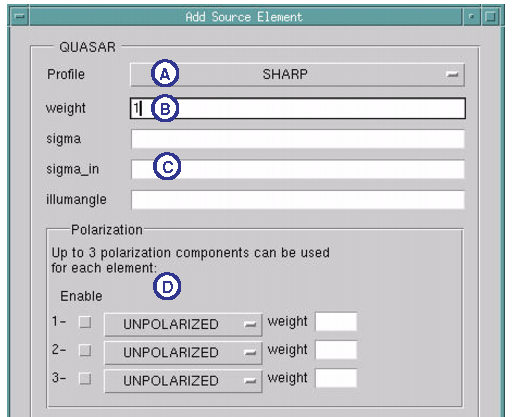 Add Source Element
QUASAR
Profile A SHARP
weight 1 B
sigma
sigma_in C
illumangle
Polarization
Up to 3 polarization components can be used
for each element:
D
Enable
1- UNPOLARIZED weight
2- UNPOLARIZED weight
3- UNPOLARIZED weight